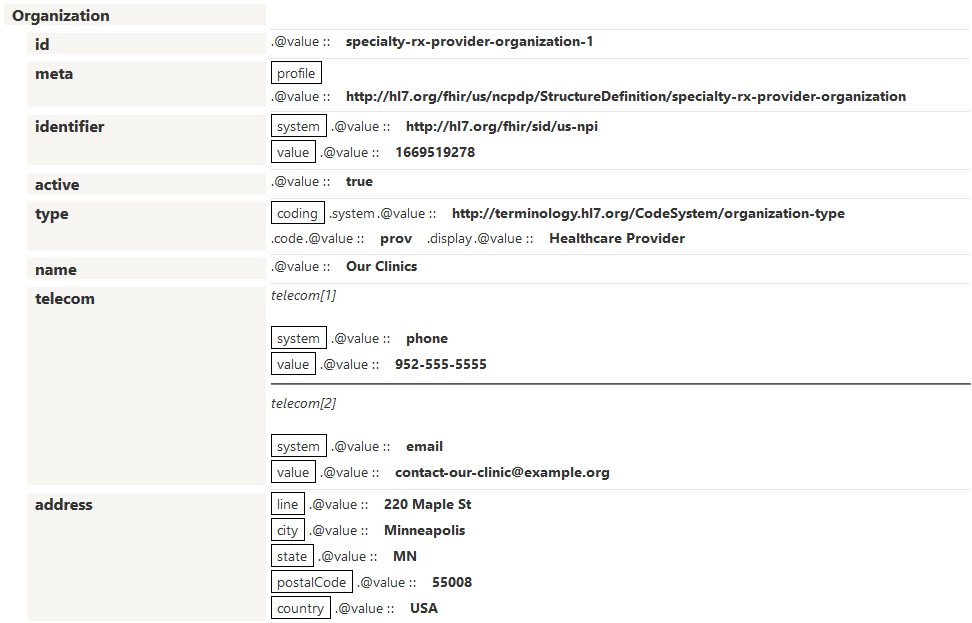 Organization
id .@value :: specialty-rx-provider-organization-1
meta profile
.@value :: http://hl7.org/fhir/us/ncpdp/StructureDefinition/specialty-rx-provider-organization
identifier system .@value :: http://hl7.org/fhir/sid/us-npi
value .@value :: 1669519278
active .@value :: true
type coding .system.@value :: http://terminology.hl7.org/CodeSystem/organization-type
.code.@value :: prov .display.@value :: Healthcare Provider
name .@value :: Our Clinics
telecom telecom[1]
system .@value :: phone
value .@value :: 952-555-5555
telecom[2]
system .@value :: email
value .@value :: contact-our-clinic@example.org
address line .@value :: 220 Maple St
city .@value :: Minneapolis
state .@value :: MN
postalCode .@value :: 55008
country .@value :: USA